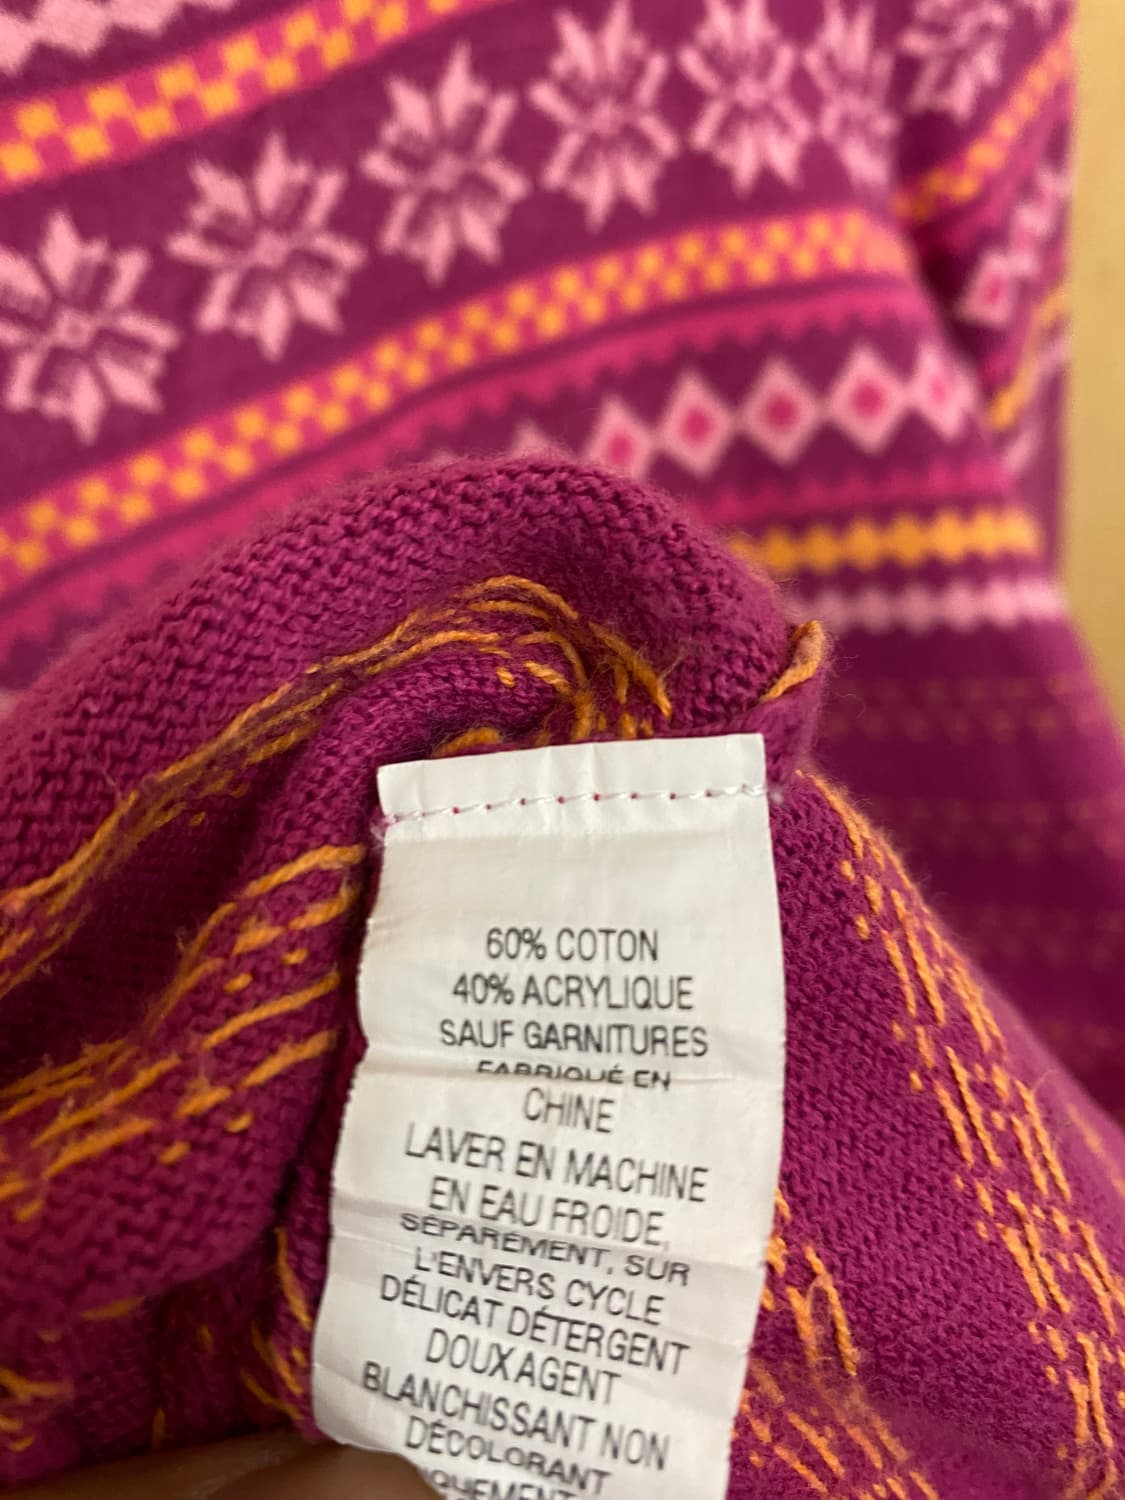 60% COTON
40% ACRYLIQUE
SAUF GARNITURES
FABRIQUÉ EN
CHINE
LAVER EN MACHINE
EN EAU FROIDE,
SÉPARÉMENT, SUR
L'ENVERS CYCLE
DÉLICAT DÉTERGENT
DOUX AGENT
BLANCHISSANT NON
DÉCOLORANT